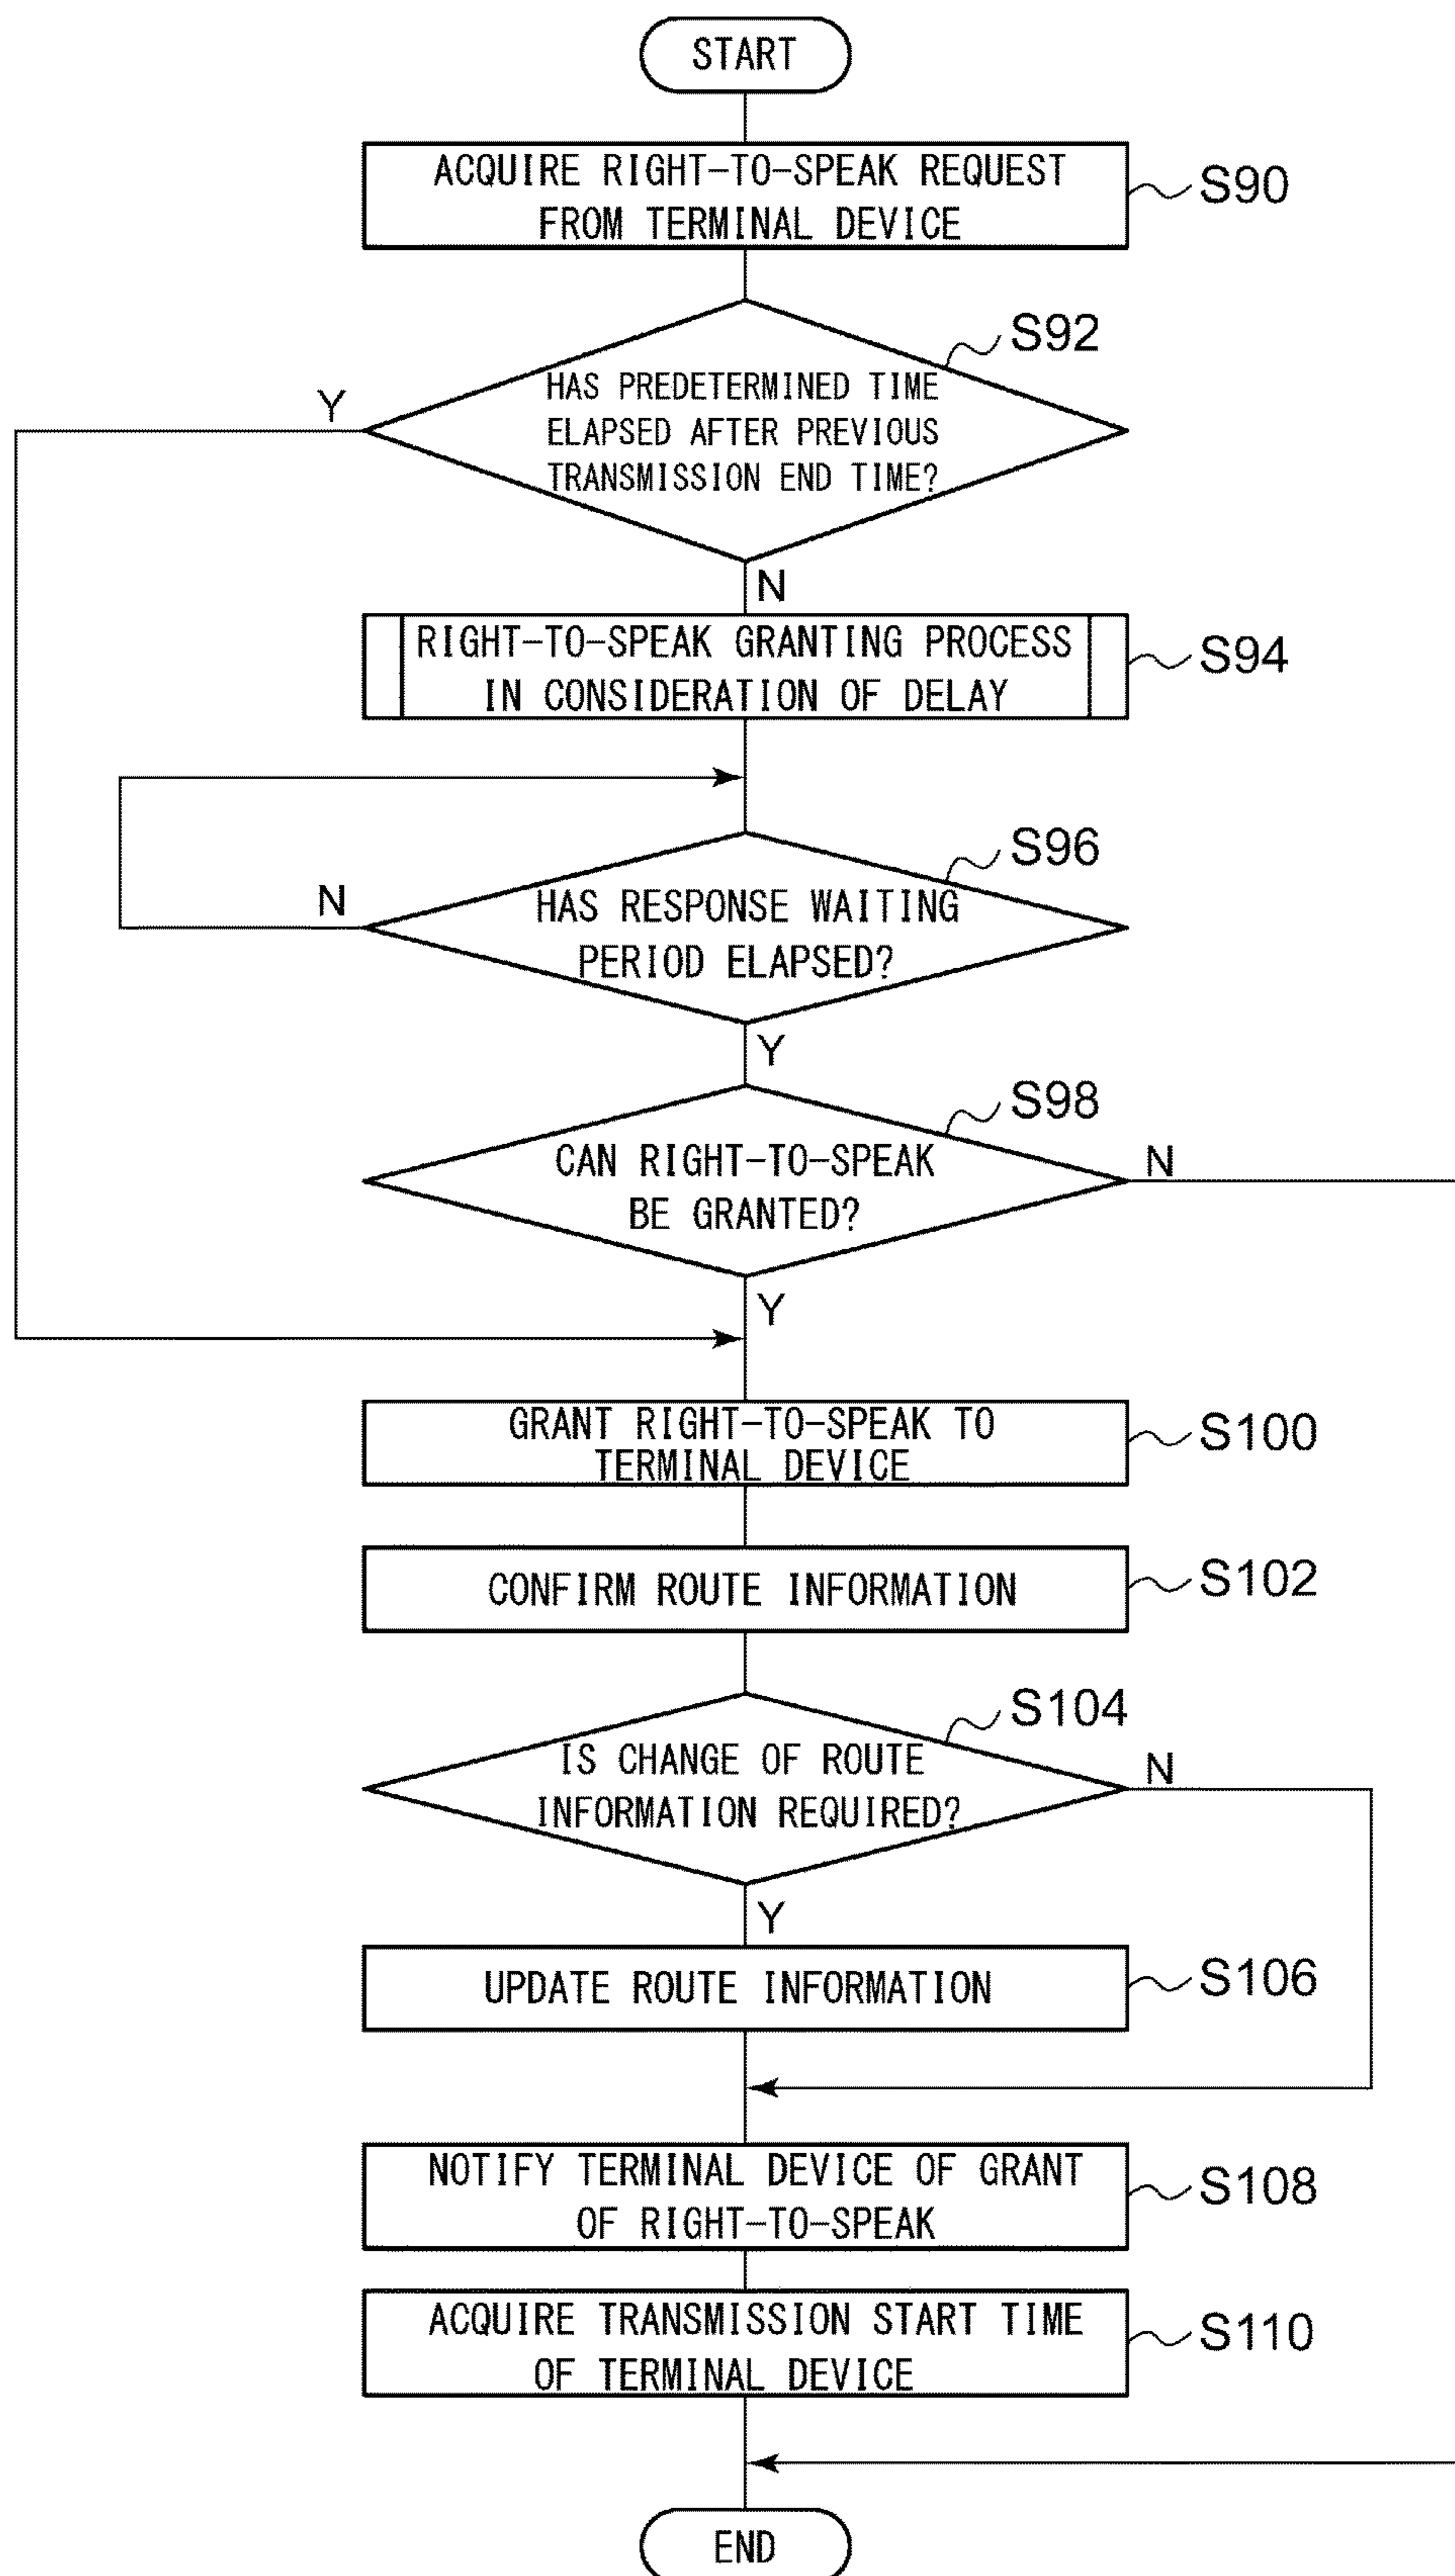 START
ACQUIRE RIGHT-TO-SPEAK REQUEST
FROM TERMINAL DEVICE
S90
S92
HAS PREDETERMINED TIME
ELAPSED AFTER PREVIOUS
TRANSMISSION END TIME?
Y
N
RIGHT-TO-SPEAK GRANTING PROCESS
IN CONSIDERATION OF DELAY
S94
S96
HAS RESPONSE WAITING
PERIOD ELAPSED?
N
Y
S98
CAN RIGHT-TO-SPEAK
BE GRANTED?
N
Y
GRANT RIGHT-TO-SPEAK TO
TERMINAL DEVICE
S100
CONFIRM ROUTE INFORMATION
S102
S104
IS CHANGE OF ROUTE
INFORMATION REQUIRED?
N
Y
UPDATE ROUTE INFORMATION
S106
NOTIFY TERMINAL DEVICE OF GRANT
OF RIGHT-TO-SPEAK
S108
ACQUIRE TRANSMISSION START TIME
OF TERMINAL DEVICE
S110
END